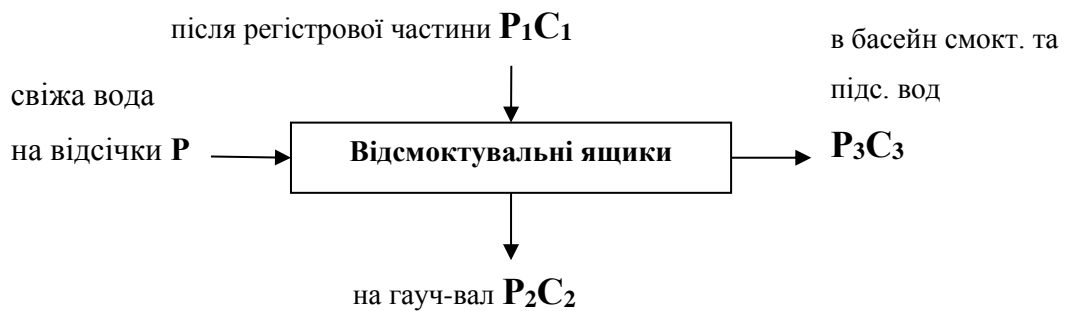 після регістрової частини P₁C₁
в басейн смокт. та
підс. вод
P₃C₃
свіжа вода
на відсічки P
Відсмоктувальні ящики
на гауч-вал P₂C₂